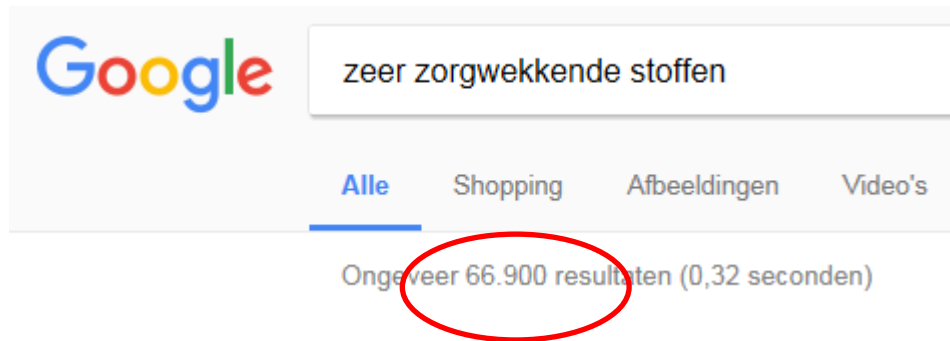 Google zeer zorgwekkende stoffen
Alle Shopping Afbeeldingen Video's
Ongeveer 66.900 resultaten (0,32 seconden)